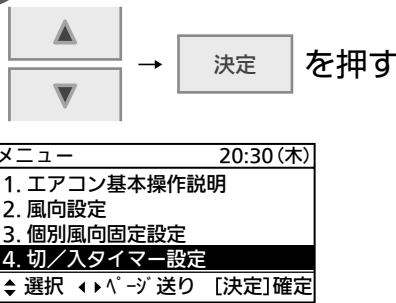 ▲
▼
→ 決定 を押す
メニュー 20:30(木)
1. エアコン基本操作説明
2. 風向設定
3. 個別風向固定設定
4. 切/入タイマー設定
選択 ページ送り [決定]確定